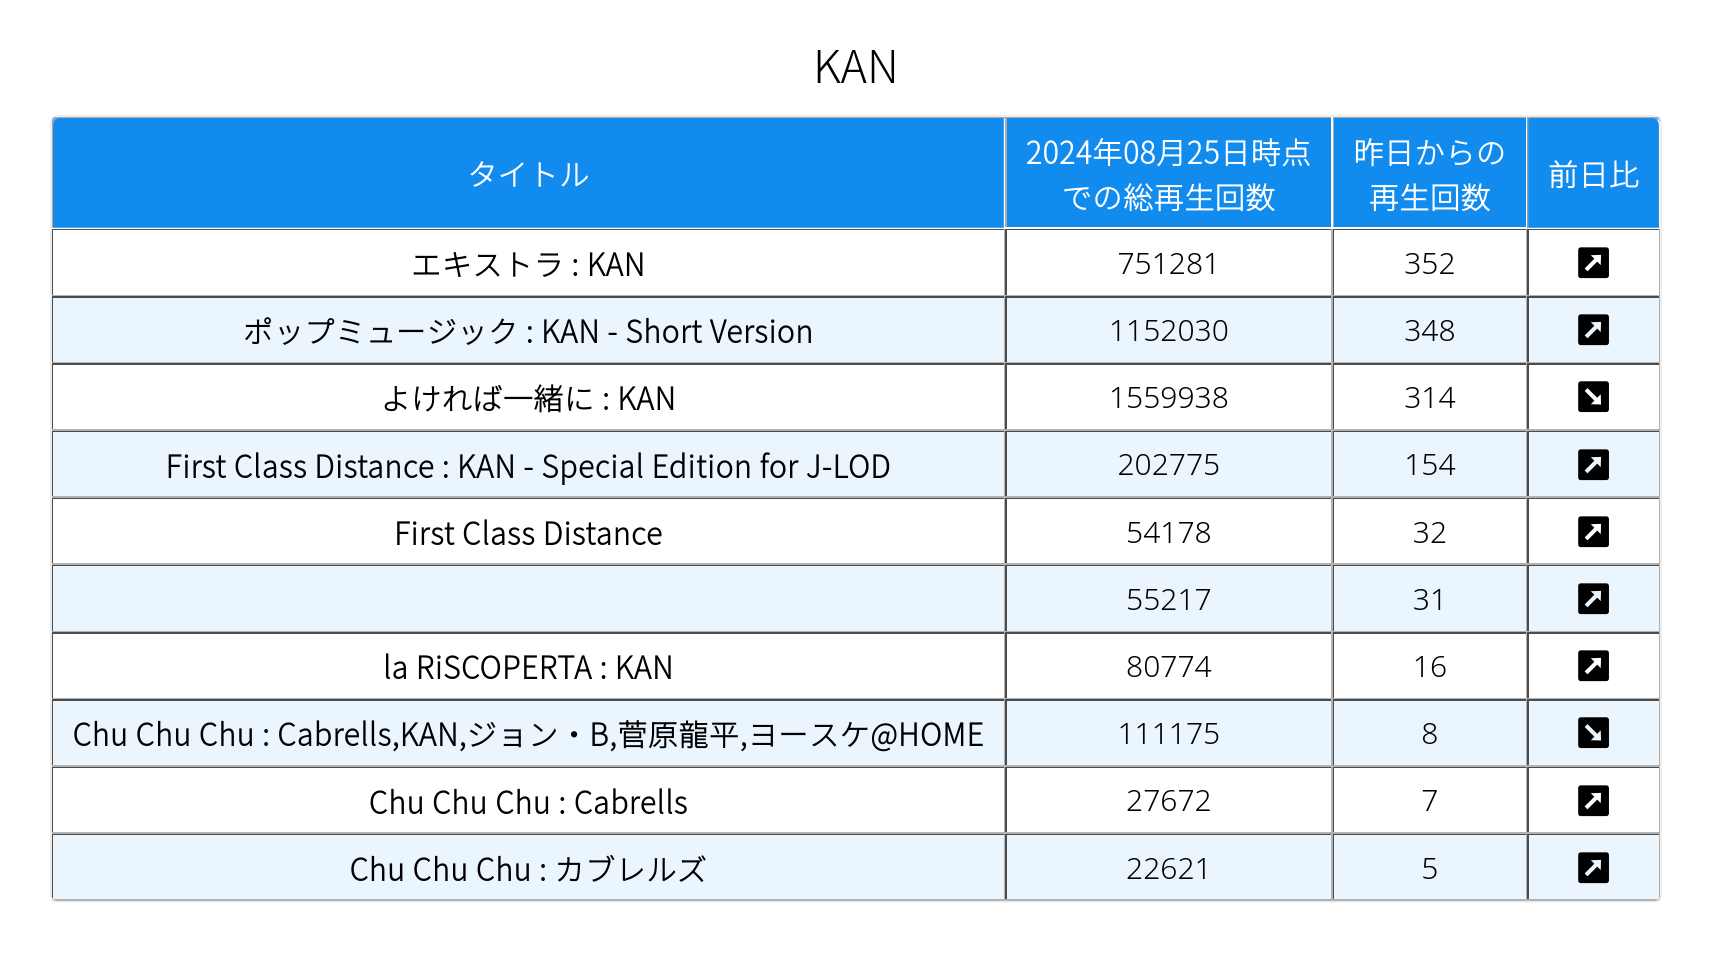 KAN
タイトル
2024年08月25日時点
での総再生回数
昨日からの
再生回数
前日比
エキストラ : KAN 751281 352
ポップミュージック : KAN - Short Version 1152030 348
よければ一緒に : KAN 1559938 314
First Class Distance : KAN - Special Edition for J-LOD 202775 154
First Class Distance 54178 32
55217 31
la RiSCOPERTA : KAN 80774 16
Chu Chu Chu : Cabrells,KAN,ジョン・B,菅原龍平,ヨースケ@HOME 111175 8
Chu Chu Chu : Cabrells 27672 7
Chu Chu Chu : カブレルズ 22621 5